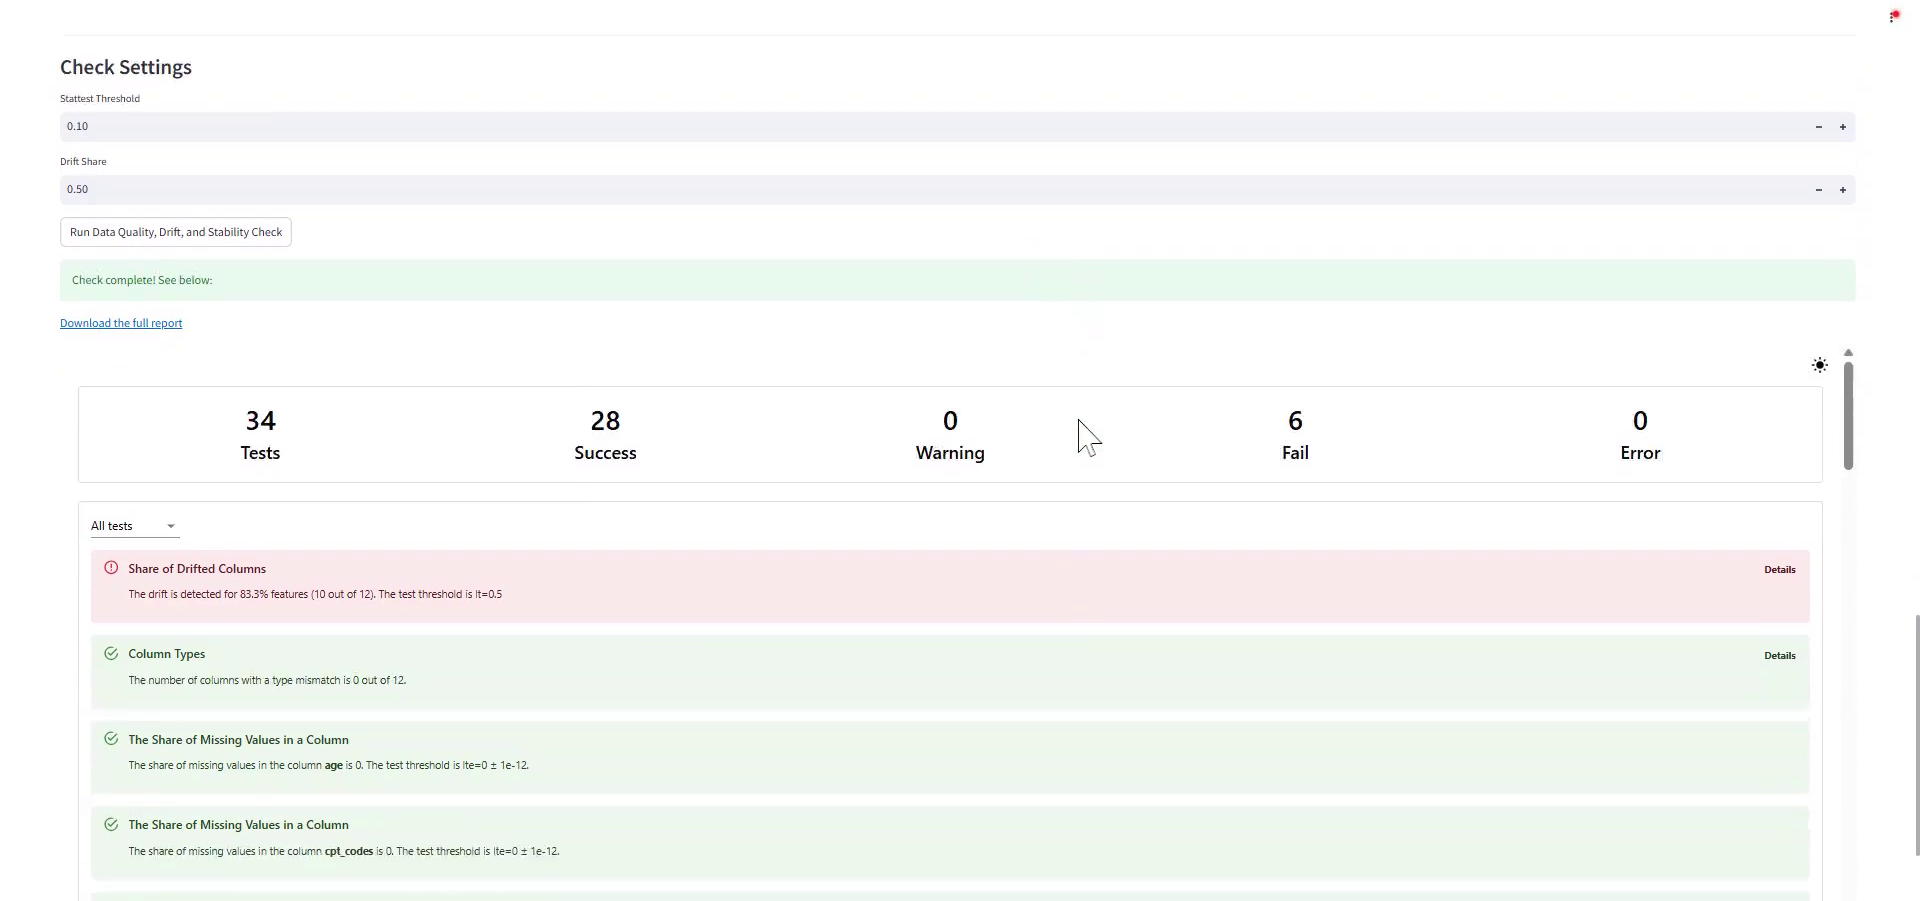 Check Settings
Stattest Threshold
0.10
Drift Share
0.50
Run Data Quality, Drift, and Stability Check
Check complete! See below:
Download the full report
34
Tests
28
Success
0
Warning
6
Fail
0
Error
All tests
Share of Drifted Columns
Details
The drift is detected for 83.3% features (10 out of 12). The test threshold is lt=0.5
Column Types
Details
The number of columns with a type mismatch is 0 out of 12.
The Share of Missing Values in a Column
The share of missing values in the column age is 0. The test threshold is lte=0 ± 1e-12.
The Share of Missing Values in a Column
The share of missing values in the column cpt_codes is 0. The test threshold is lte=0 ± 1e-12.